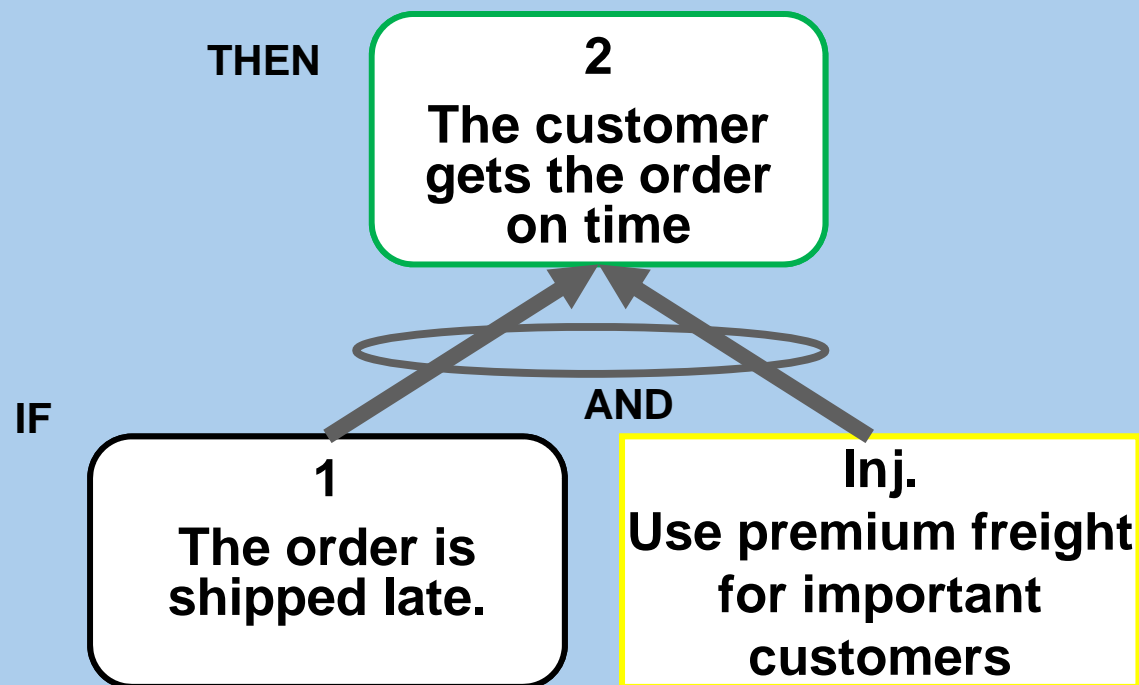 THEN
2
The customer
gets the order
on time
IF
AND
1
The order is
shipped late.
Inj.
Use premium freight
for important
customers